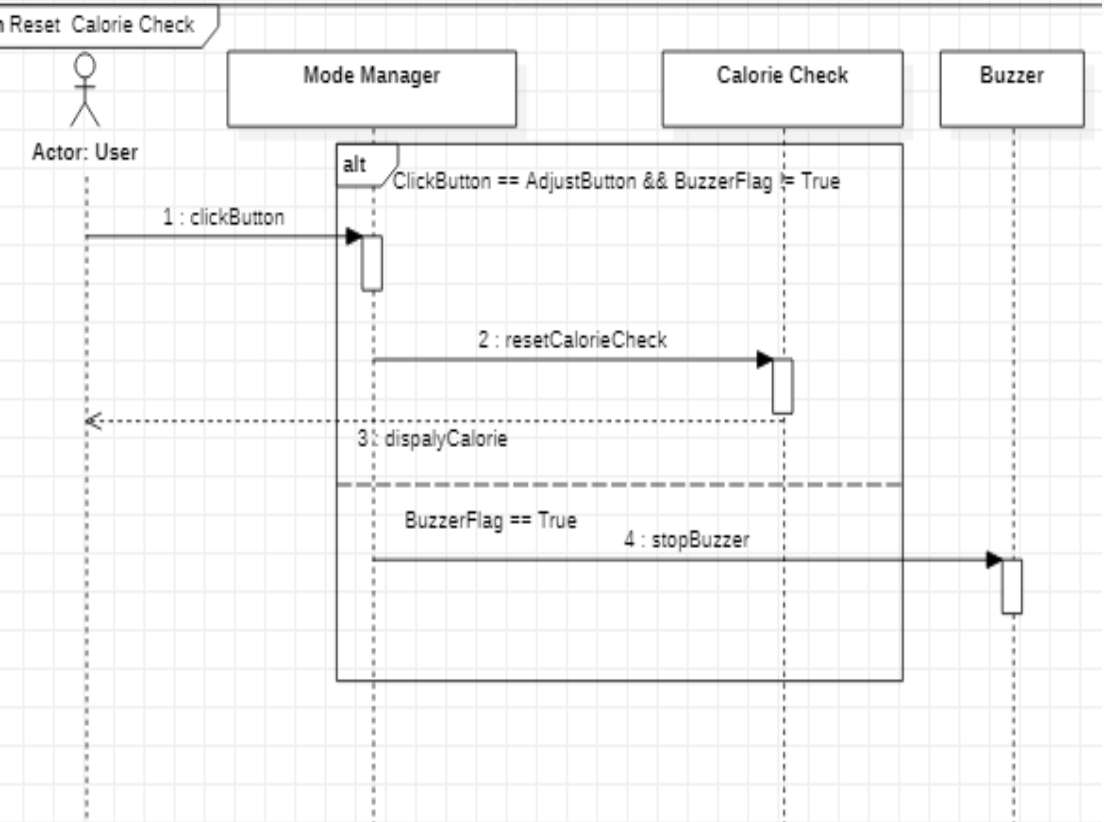 n Reset Calorie Check
Mode Manager
Calorie Check
Buzzer
Actor: User
alt
ClickButton == AdjustButton && BuzzerFlag != True
1 : clickButton
2 : resetCalorieCheck
3 : dispalyCalorie
BuzzerFlag == True
4 : stopBuzzer